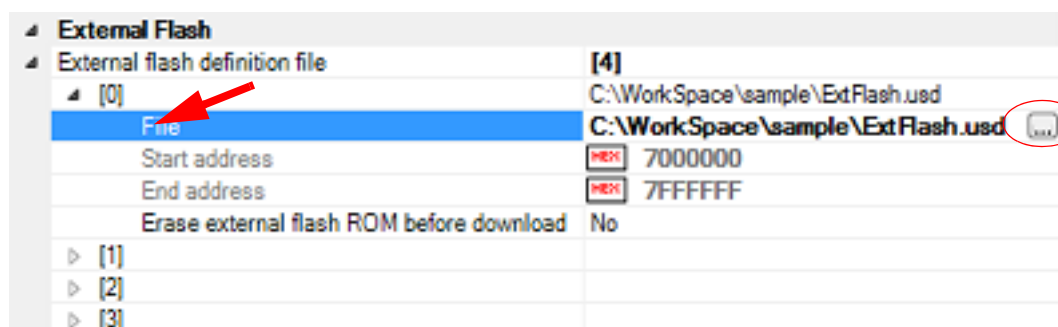 External Flash
External flash definition file [4]
[0] C:\WorkSpace\sample\ExtFlash.usd
File C:\WorkSpace\sample\ExtFlash.usd ...
Start address HEX 7000000
End address HEX 7FFFFFF
Erase external flash ROM before download No
[1]
[2]
[3]